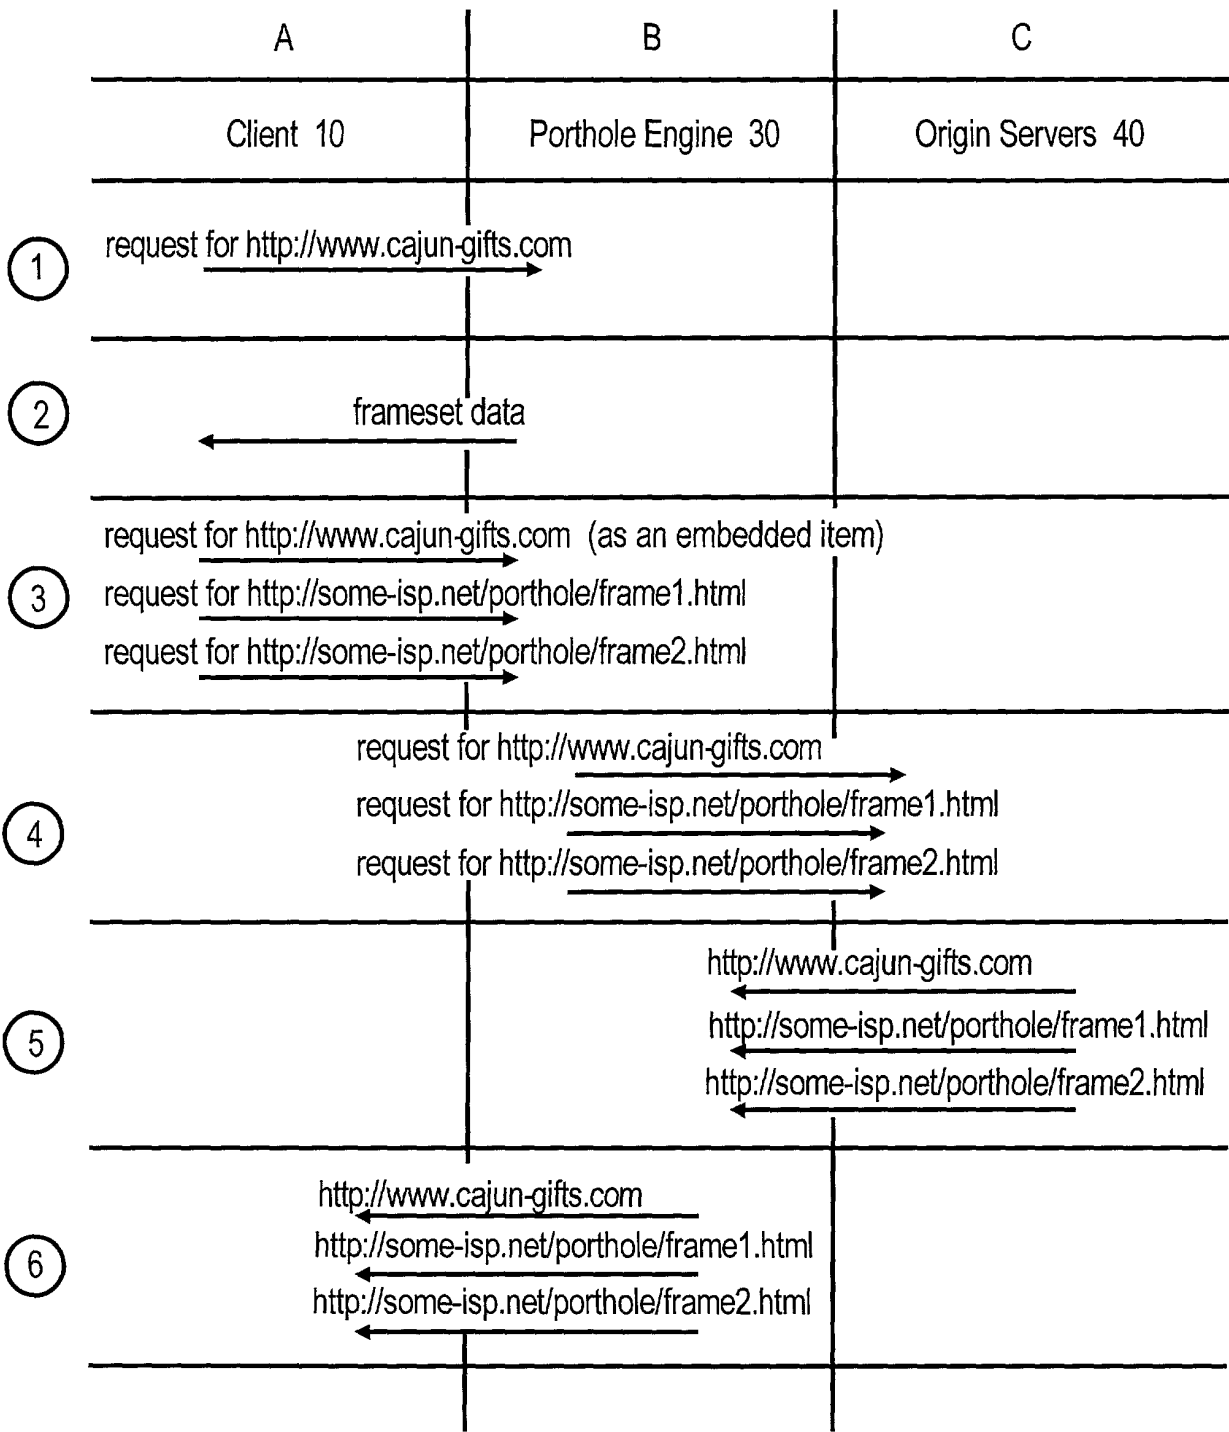 A B C
Client 10 Porthole Engine 30 Origin Servers 40
1 request for http://www.cajun-gifts.com
2 frameset data
request for http://www.cajun-gifts.com (as an embedded item)
3 request for http://some-isp.net/porthole/frame1.html
request for http://some-isp.net/porthole/frame2.html
request for http://www.cajun-gifts.com
4 request for http://some-isp.net/porthole/frame1.html
request for http://some-isp.net/porthole/frame2.html
http://www.cajun-gifts.com
5 http://some-isp.net/porthole/frame1.html
http://some-isp.net/porthole/frame2.html
http://www.cajun-gifts.com
6 http://some-isp.net/porthole/frame1.html
http://some-isp.net/porthole/frame2.html